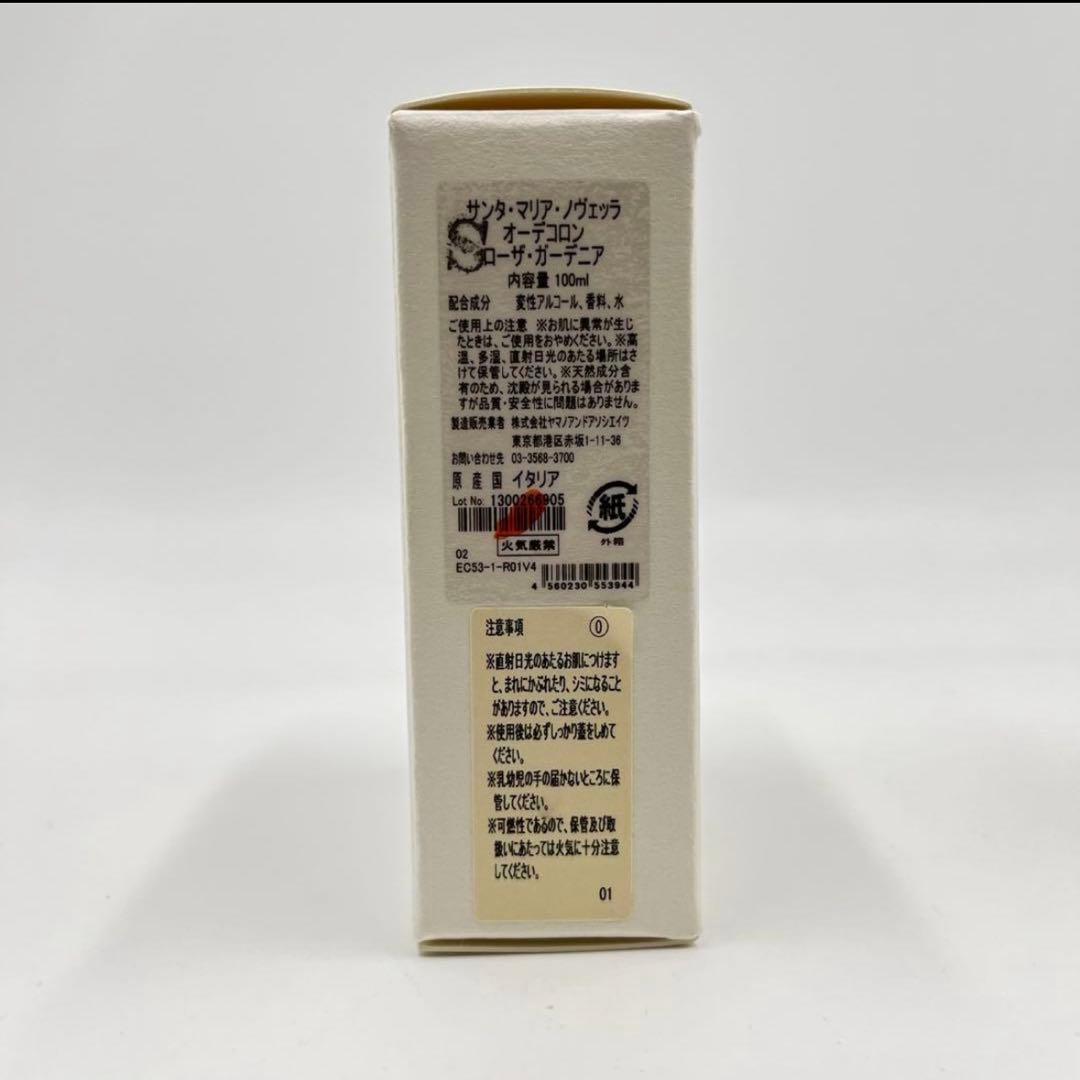 サンタ・マリア・ノヴェッラ
オーデコロン
S
ローザ・ガーデニア
内容量 100ml
配合成分 変性アルコール、香料、水
ご使用上の注意 ※お肌に異常が生じ
たときは、ご使用をおやめください。※高
温、多湿、直射日光のあたる場所はさ
けて保管してください。※天然成分含
有のため、沈殿が見られる場合がありま
すが品質・安全性に問題はありません。
製造販売業者 株式会社ヤマノアンドアソシエイツ
東京都港区赤坂1-11-36
お問い合わせ先 03-3568-3700
原産国 イタリア
Lot No: 1300266905
紙
外箱
火気厳禁
02
EC53-1-R01V4
4 560230 553944
注意事項 0
※直射日光のあたるお肌につけます
と、まれにかぶれたり、シミになること
がありますので、ご注意ください。
※使用後は必ずしっかり蓋をしめて
ください。
※乳幼児の手の届かないところに保
管してください。
※可燃性であるので、保管及び取
扱いにあたっては火気に十分注意
してください。
01